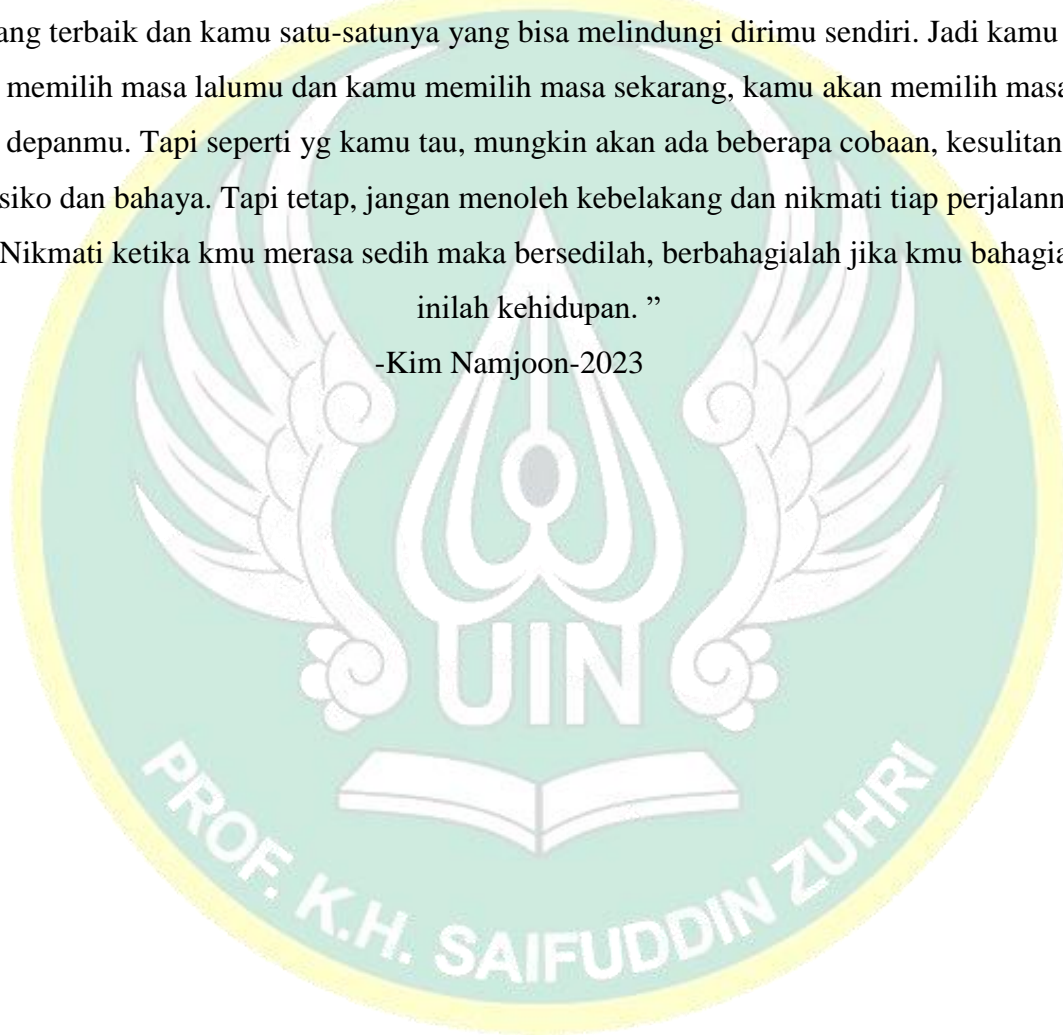 ang terbaik dan kamu satu-satunya yang bisa melindungi dirimu sendiri. Jadi kamu
memilih masa lalumu dan kamu memilih masa sekarang, kamu akan memilih masa
depanmu. Tapi seperti yg kamu tau, mungkin akan ada beberapa cobaan, kesulitan
siko dan bahaya. Tapi tetap, jangan menoleh kebelakang dan nikmati tiap perjalann
Nikmati ketika kmu merasa sedih maka bersedilah, berbahagialah jika kmu bahagia
inilah kehidupan. ”
-Kim Namjoon-2023
UIN
PROF. K.H. SAIFUDDIN ZUHRI